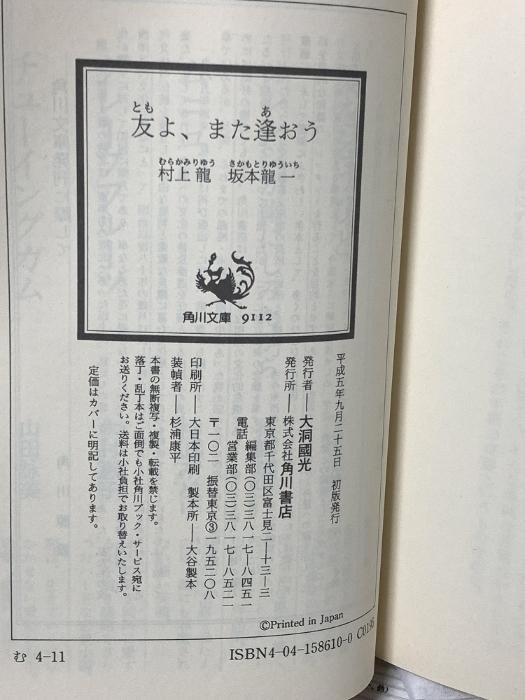 とも　　　　あ
友よ、また逢おう
むらかみりゆう　さかもとりゆういち
村上龍　坂本龍一
角川文庫 9112
平成五年九月二十五日　初版発行
発行者──大洞國光
発行所──株式会社角川書店
東京都千代田区富士見二─十三─三
電話　編集部(〇三)三八一七─八四五一
営業部(〇三)三八一七─八五二一
〒一〇二　振替東京③一九五二〇八
印刷所──大日本印刷　製本所──大谷製本
装幀者──杉浦康平
本書の無断複写・複製・転載を禁じます。
落丁・乱丁本はご面倒でも小社角川ブック・サービス宛に
お送りください。送料は小社負担でお取り替えいたします。
定価はカバーに明記してあります。
©Printed in Japan
む 4-11
ISBN4-04-158610-0